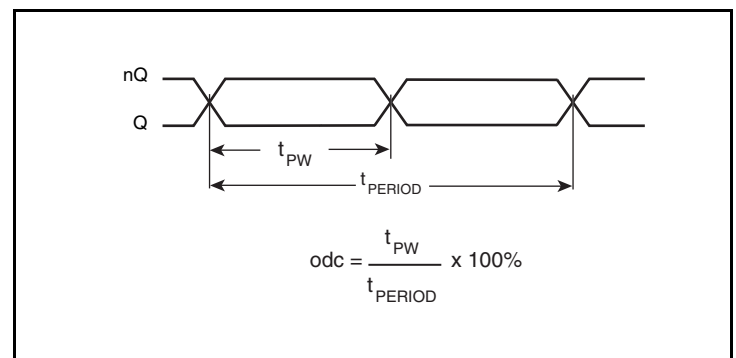 nQ
Q
tPW
tPERIOD
odc = tPW / tPERIOD x 100%